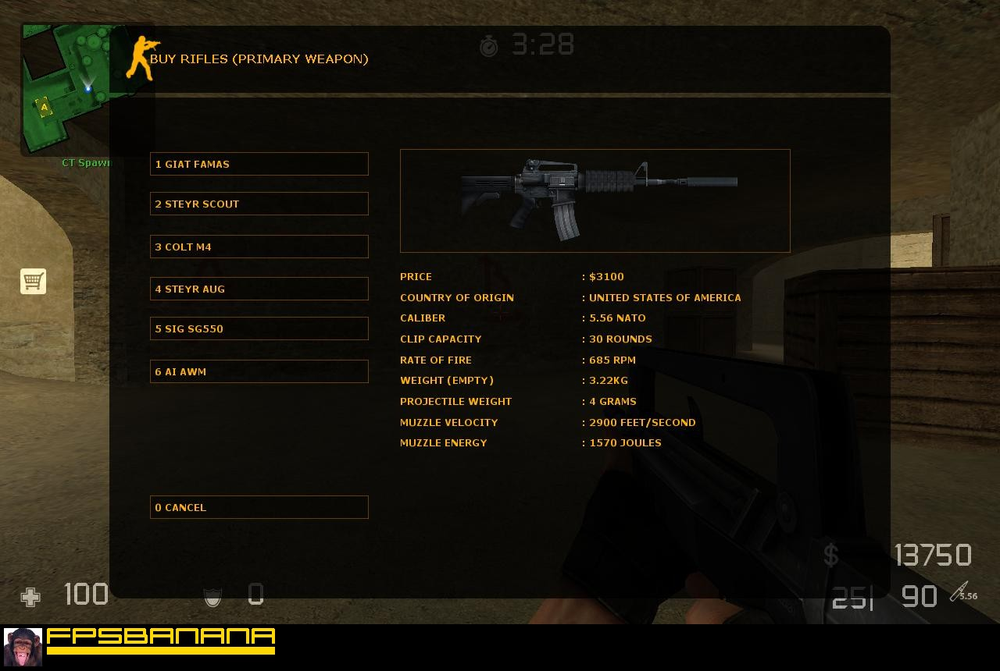 3:28
BUY RIFLES (PRIMARY WEAPON)
A
CT Spawn
1 GIAT FAMAS
2 STEYR SCOUT
3 COLT M4
4 STEYR AUG
5 SIG SG550
6 AI AWM
0 CANCEL
PRICE : $3100
COUNTRY OF ORIGIN : UNITED STATES OF AMERICA
CALIBER : 5.56 NATO
CLIP CAPACITY : 30 ROUNDS
RATE OF FIRE : 685 RPM
WEIGHT (EMPTY) : 3.22KG
PROJECTILE WEIGHT : 4 GRAMS
MUZZLE VELOCITY : 2900 FEET/SECOND
MUZZLE ENERGY : 1570 JOULES
$ 13750
100 0 25| 90 5.56
FPSBANANA